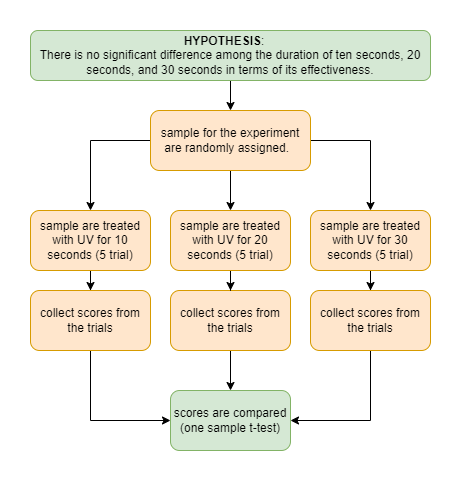 HYPOTHESIS:
There is no significant difference among the duration of ten seconds, 20
seconds, and 30 seconds in terms of its effectiveness.
sample for the experiment
are randomly assigned.
sample are treated
with UV for 10
seconds (5 trial)
sample are treated
with UV for 20
seconds (5 trial)
sample are treated
with UV for 30
seconds (5 trial)
collect scores from
the trials
collect scores from
the trials
collect scores from
the trials
scores are compared
(one sample t-test)